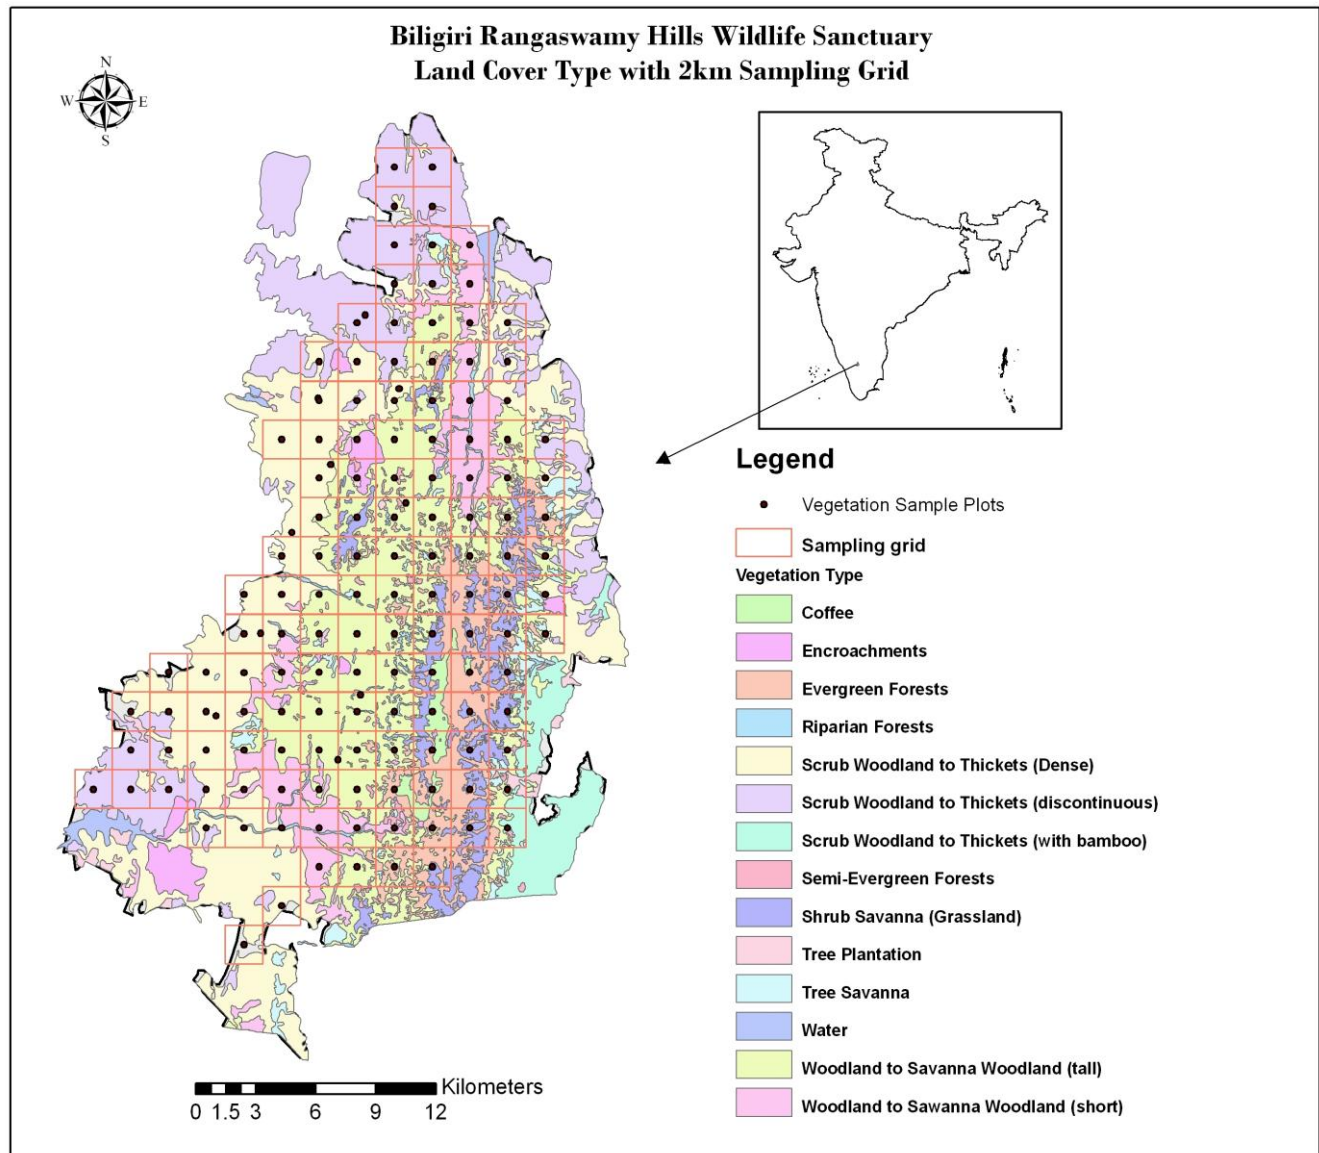 Biligiri Rangaswamy Hills Wildlife Sanctuary
Land Cover Type with 2km Sampling Grid
N
W E
S
Legend
Vegetation Sample Plots
Sampling grid
Vegetation Type
Coffee
Encroachments
Evergreen Forests
Riparian Forests
Scrub Woodland to Thickets (Dense)
Scrub Woodland to Thickets (discontinuous)
Scrub Woodland to Thickets (with bamboo)
Semi-Evergreen Forests
Shrub Savanna (Grassland)
Tree Plantation
Tree Savanna
Water
Woodland to Savanna Woodland (tall)
Woodland to Sawanna Woodland (short)
Kilometers
0 1.5 3 6 9 12